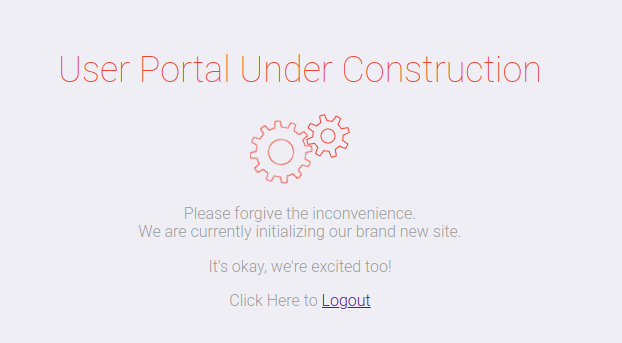 User Portal Under Construction
Please forgive the inconvenience.
We are currently initializing our brand new site.
It's okay, we're excited too!
Click Here to Logout